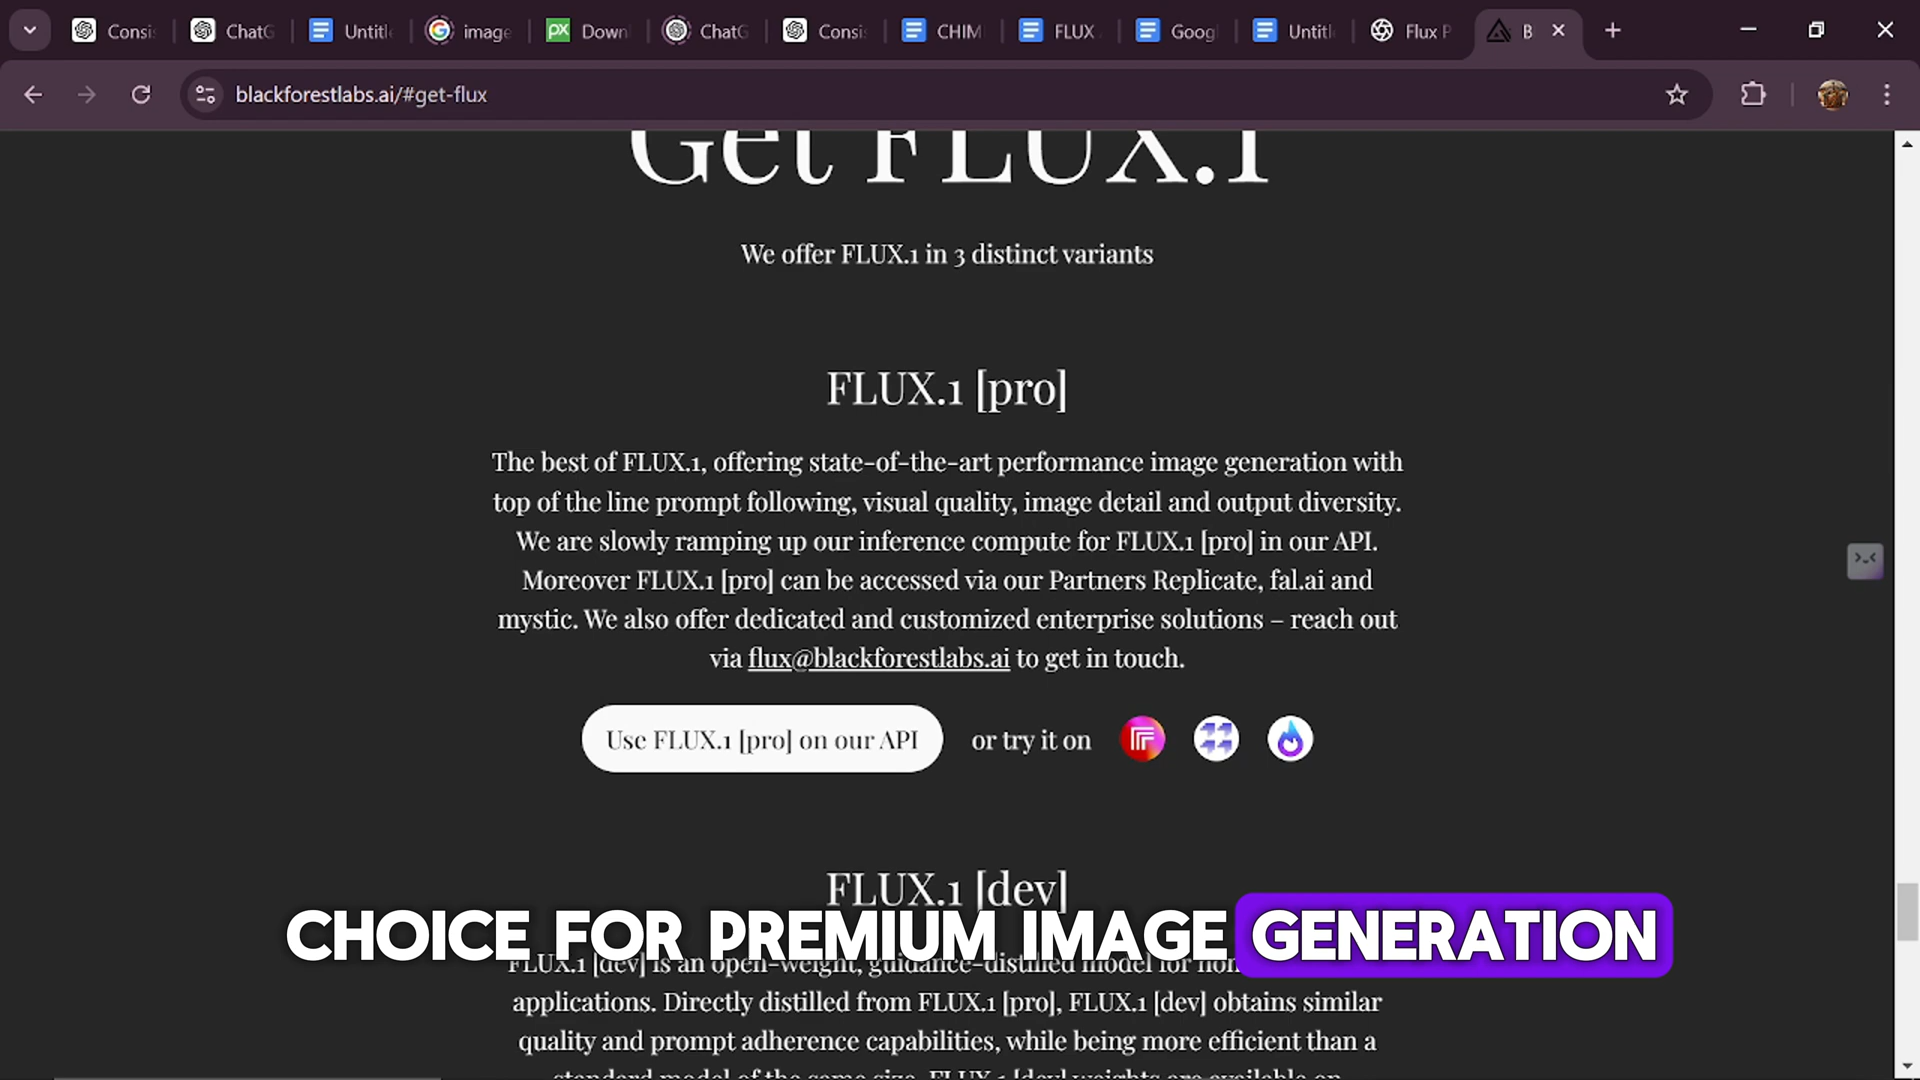 Consi
ChatG
Untitl
image
Down
ChatG
Consi
CHIM
FLUX
Goog
Untitl
Flux P
B
blackforestlabs.ai/#get-flux
Get FLUX.1
We offer FLUX.1 in 3 distinct variants
FLUX.1 [pro]
The best of FLUX.1, offering state-of-the-art performance image generation with
top of the line prompt following, visual quality, image detail and output diversity.
We are slowly ramping up our inference compute for FLUX.1 [pro] in our API.
Moreover FLUX.1 [pro] can be accessed via our Partners Replicate, fal.ai and
mystic. We also offer dedicated and customized enterprise solutions – reach out
via flux@blackforestlabs.ai to get in touch.
Use FLUX.1 [pro] on our API or try it on
FLUX.1 [dev]
CHOICE FOR PREMIUM IMAGE GENERATION
FLUX.1 [dev] is an open-weight, guidance-distilled model for non
applications. Directly distilled from FLUX.1 [pro], FLUX.1 [dev] obtains similar
quality and prompt adherence capabilities, while being more efficient than a
standard model of the same size. FLUX.1 [dev] weights are available on